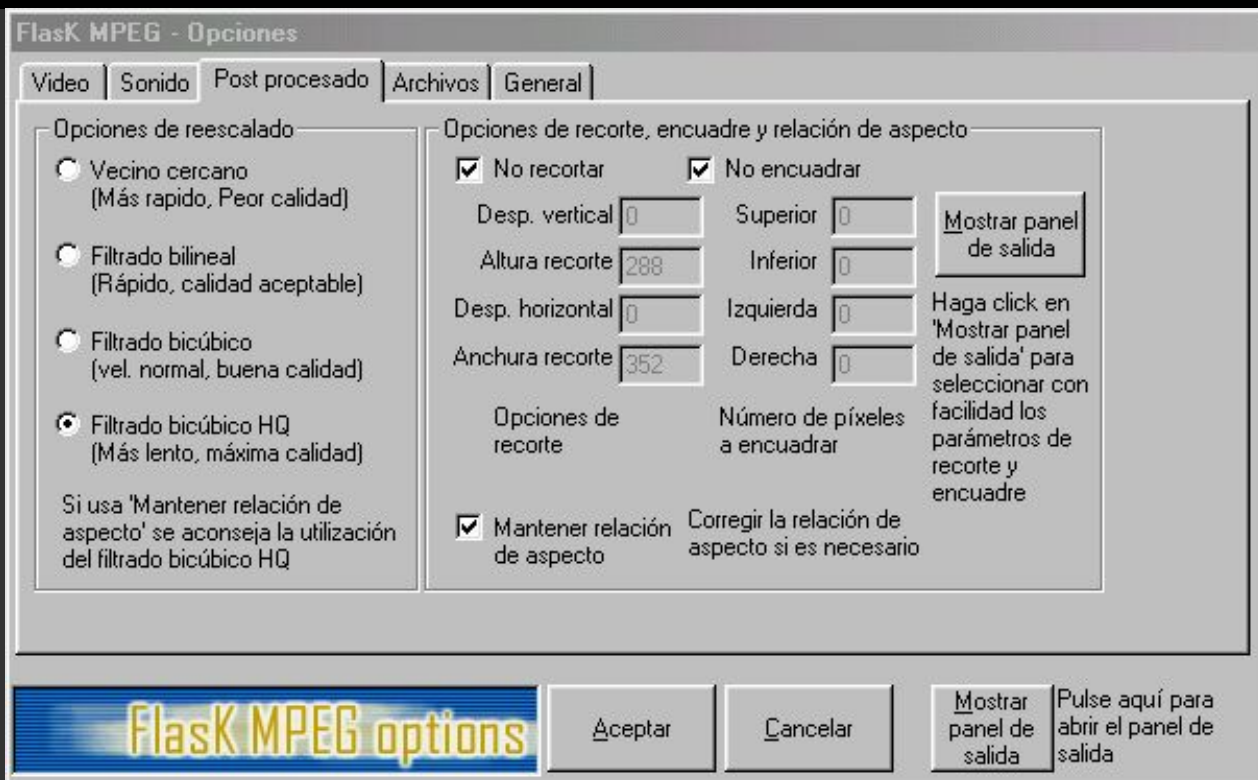 FlasK MPEG - Opciones
Video
Sonido
Post procesado
Archivos
General
Opciones de reescalado
Vecino cercano
(Más rapido, Peor calidad)
Filtrado bilineal
(Rápido, calidad aceptable)
Filtrado bicúbico
(vel. normal, buena calidad)
Filtrado bicúbico HQ
(Más lento, máxima calidad)
Si usa 'Mantener relación de
aspecto' se aconseja la utilización
del filtrado bicúbico HQ
Opciones de recorte, encuadre y relación de aspecto
No recortar
No encuadrar
Desp. vertical 0
Superior 0
Altura recorte 288
Inferior 0
Desp. horizontal 0
Izquierda 0
Anchura recorte 352
Derecha 0
Opciones de
recorte
Número de píxeles
a encuadrar
Mantener relación
de aspecto
Corregir la relación de
aspecto si es necesario
Mostrar panel
de salida
Haga click en
'Mostrar panel
de salida' para
seleccionar con
facilidad los
parámetros de
recorte y
encuadre
FlasK MPEG options
Aceptar
Cancelar
Mostrar
panel de
salida
Pulse aquí para
abrir el panel de
salida